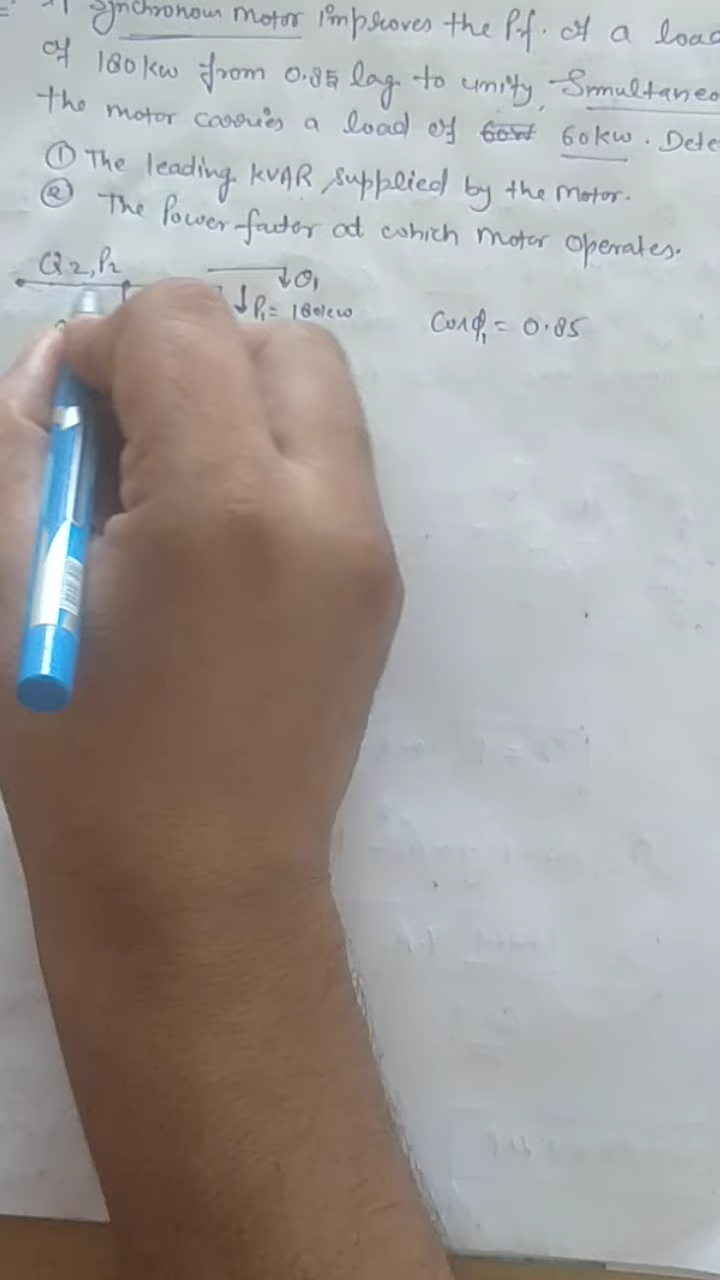 Synchronous motor improves the P.f. of a load
of 180 kw from 0.85 lag to unity, Simultaneo
the motor carries a load of 60kw. Dete
① The leading kVAR supplied by the motor.
② The Power factor at which motor operates.
Q2, P2
Q1
P1 = 180kw
Cosϕ1 = 0.85